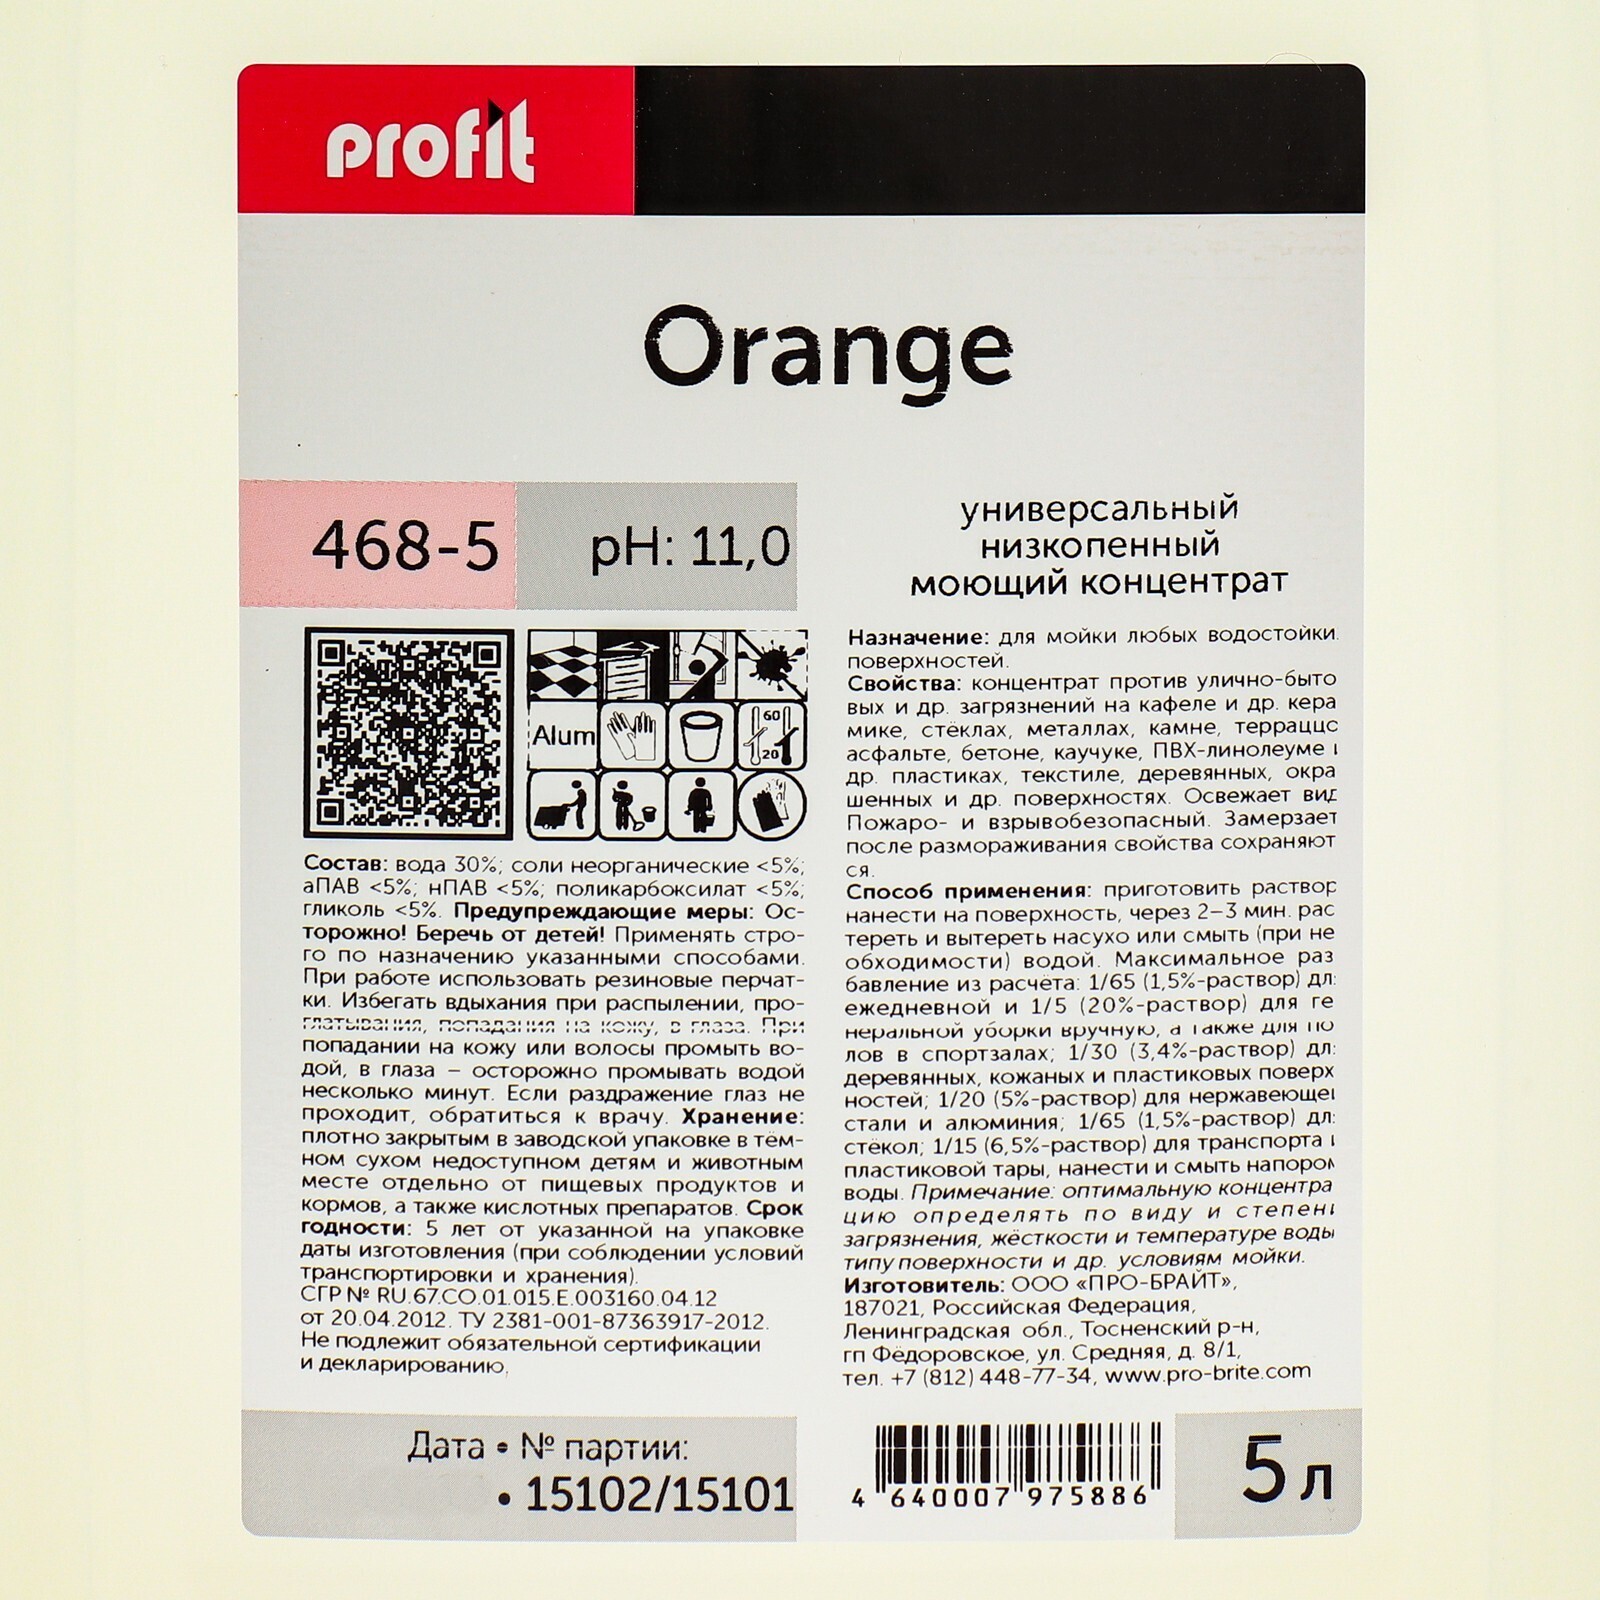 profit
Orange
468-5
pH: 11,0
универсальный
низкопенный
моющий концентрат
Alum
60
20
Состав: вода 30%; соли неорганические <5%;
аПАВ <5%; нПАВ <5%; поликарбоксилат <5%;
гликоль <5%. Предупреждающие меры: Ос-
торожно! Беречь от детей! Применять стро-
го по назначению указанными способами.
При работе использовать резиновые перчат-
ки. Избегать вдыхания при распылении, про-
глатывания, попадания на кожу, в глаза. При
попадании на кожу или волосы промыть во-
дой, в глаза – осторожно промывать водой
несколько минут. Если раздражение глаз не
проходит, обратиться к врачу. Хранение:
плотно закрытым в заводской упаковке в тём-
ном сухом недоступном детям и животным
месте отдельно от пищевых продуктов и
кормов, а также кислотных препаратов. Срок
годности: 5 лет от указанной на упаковке
даты изготовления (при соблюдении условий
транспортировки и хранения).
СГР № RU.67.CO.01.015.E.003160.04.12
от 20.04.2012. ТУ 2381-001-87363917-2012.
Не подлежит обязательной сертификации
и декларированию.
Назначение: для мойки любых водостойки
поверхностей.
Свойства: концентрат против улично-быто
вых и др. загрязнений на кафеле и др. кера
мике, стёклах, металлах, камне, терраццо
асфальте, бетоне, каучуке, ПВХ-линолеуме и
др. пластиках, текстиле, деревянных, окра
шенных и др. поверхностях. Освежает вид
Пожаро- и взрывобезопасный. Замерзает
после размораживания свойства сохраняют
ся.
Способ применения: приготовить раствор
нанести на поверхность, через 2–3 мин. рас
тереть и вытереть насухо или смыть (при не
обходимости) водой. Максимальное раз
бавление из расчёта: 1/65 (1,5%-раствор) дл
ежедневной и 1/5 (20%-раствор) для ге
неральной уборки вручную, а также для по
лов в спортзалах; 1/30 (3,4%-раствор) дл
деревянных, кожаных и пластиковых поверх
ностей; 1/20 (5%-раствор) для нержавеющеі
стали и алюминия; 1/65 (1,5%-раствор) дл
стёкол; 1/15 (6,5%-раствор) для транспорта и
пластиковой тары, нанести и смыть напором
воды. Примечание: оптимальную концентра
цию определять по виду и степени
загрязнения, жёсткости и температуре воды
типу поверхности и др. условиям мойки.
Изготовитель: ООО «ПРО-БРАЙТ»,
187021, Российская Федерация,
Ленинградская обл., Тосненский р-н,
гп Фёдоровское, ул. Средняя, д. 8/1,
тел. +7 (812) 448-77-34, www.pro-brite.com
Дата • № партии:
• 15102/15101
4 640007 975886
5 л